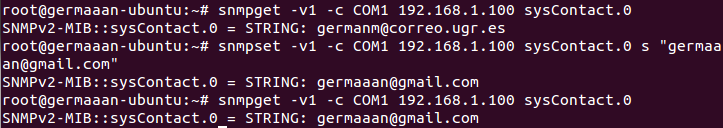 root@germaaan-ubuntu:~# snmpget -v1 -c COM1 192.168.1.100 sysContact.0
SNMPv2-MIB::sysContact.0 = STRING: germanm@correo.ugr.es
root@germaaan-ubuntu:~# snmpset -v1 -c COM1 192.168.1.100 sysContact.0 s "germaa
an@gmail.com"
SNMPv2-MIB::sysContact.0 = STRING: germaaan@gmail.com
root@germaaan-ubuntu:~# snmpget -v1 -c COM1 192.168.1.100 sysContact.0
SNMPv2-MIB::sysContact.0 = STRING: germaaan@gmail.com